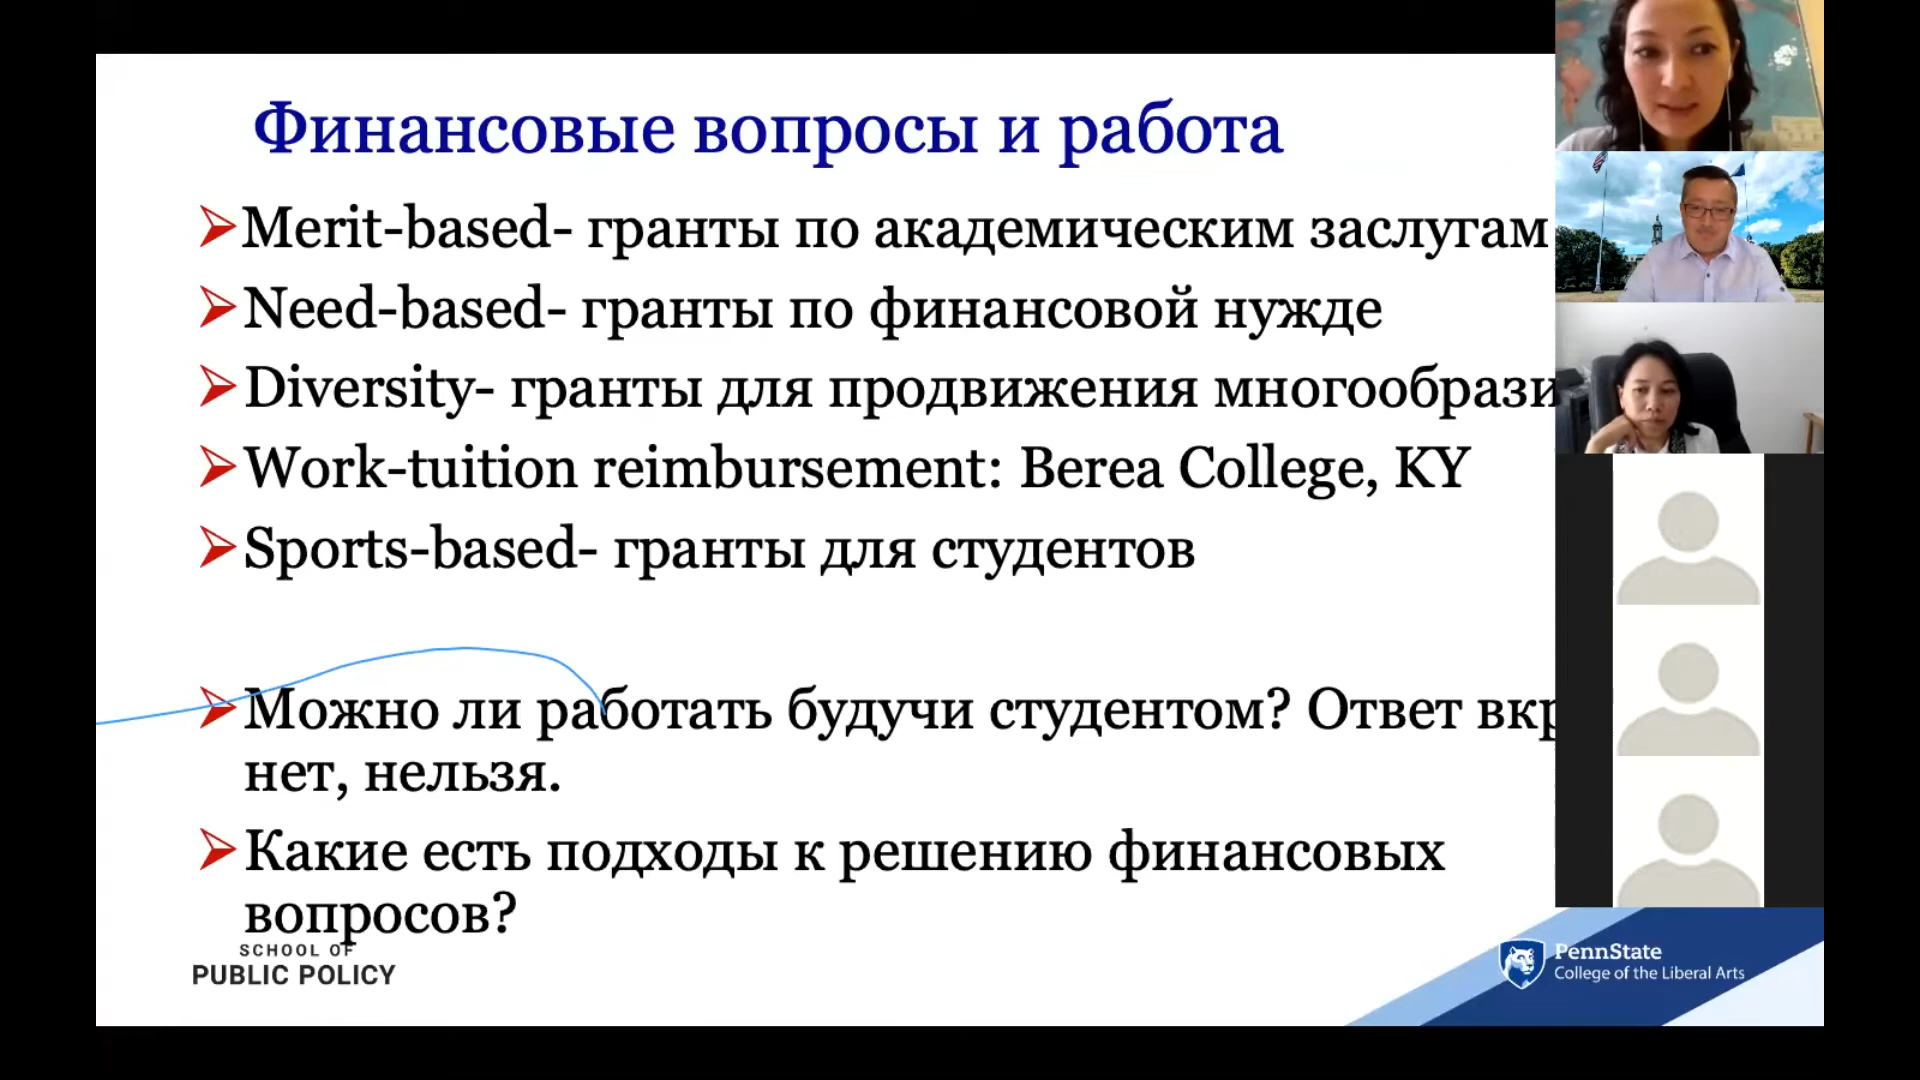 Финансовые вопросы и работа
Merit-based- гранты по академическим заслугам
Need-based- гранты по финансовой нужде
Diversity- гранты для продвижения
Work-tuition reimbursement: Berea College, KY
Sports-based- гранты для студентов
Можно ли работать будучи студентом? Ответ
нет, нельзя.
Какие есть подходы к решению финансовых
вопросов?
SCHOOL OF
PUBLIC POLICY
PennState
College of the Liberal Arts